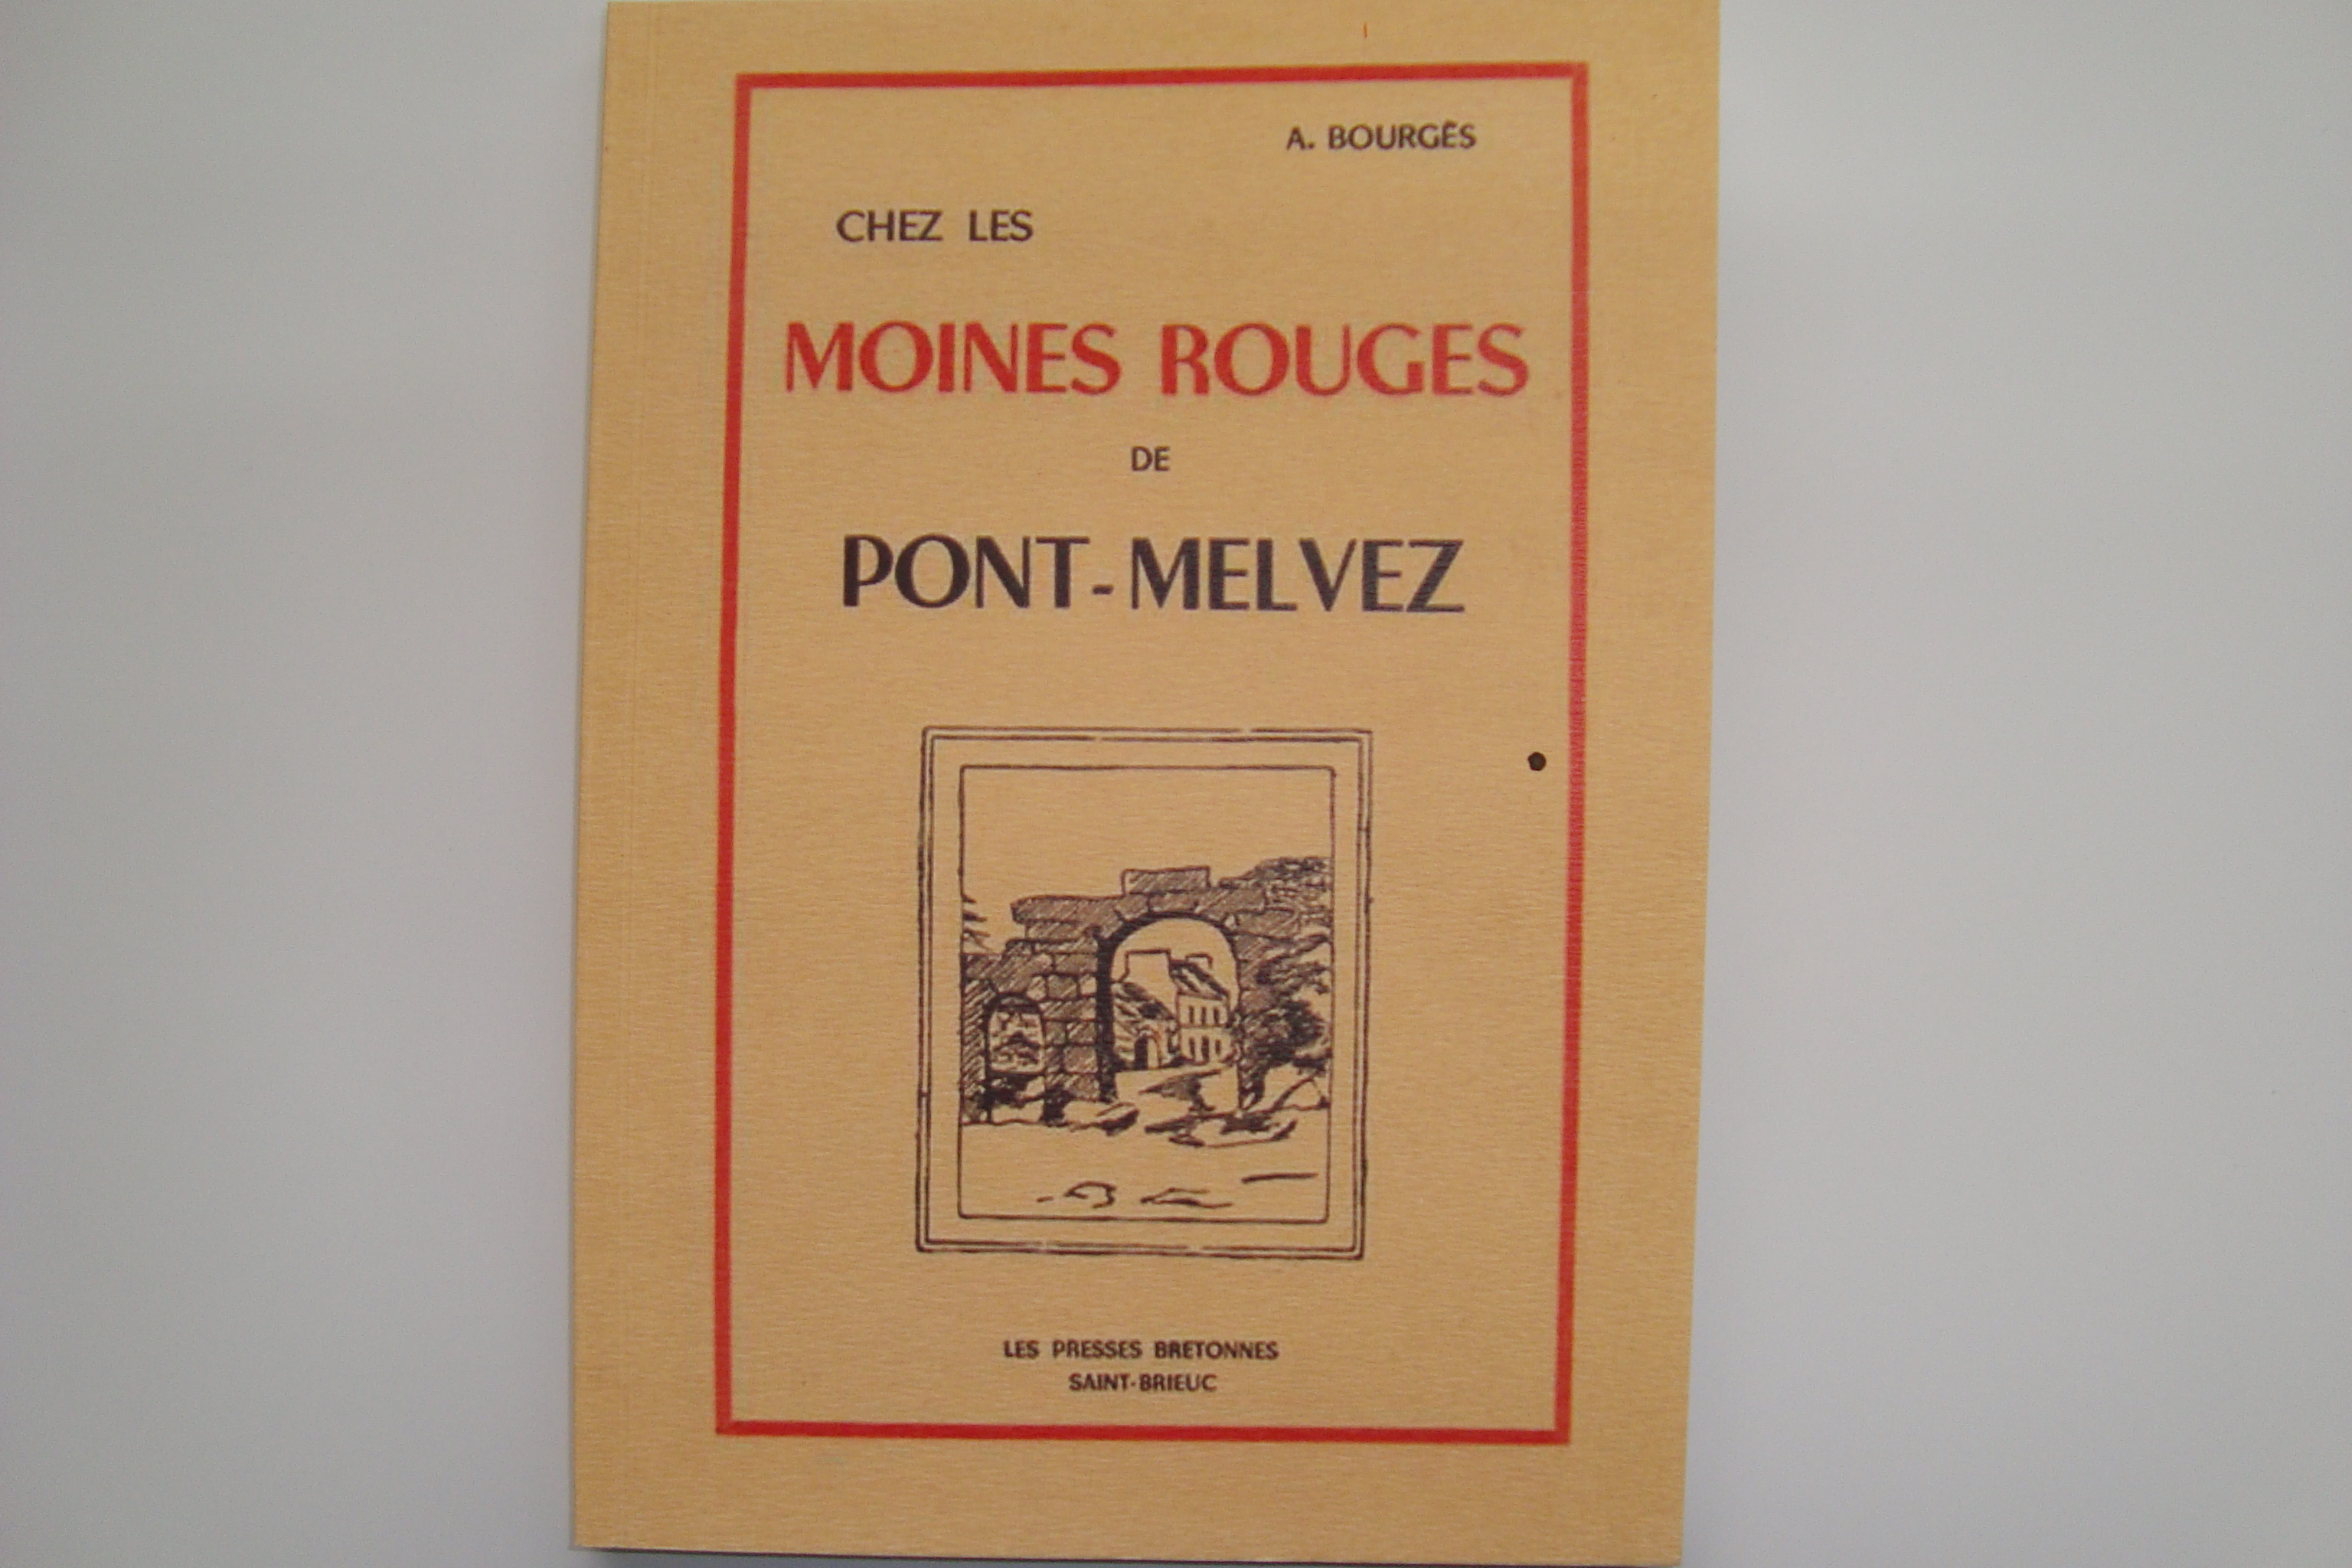 A. BOURGÈS
CHEZ LES
MOINES ROUGES
DE
PONT-MELVEZ
LES PRESSES BRETONNES
SAINT-BRIEUC